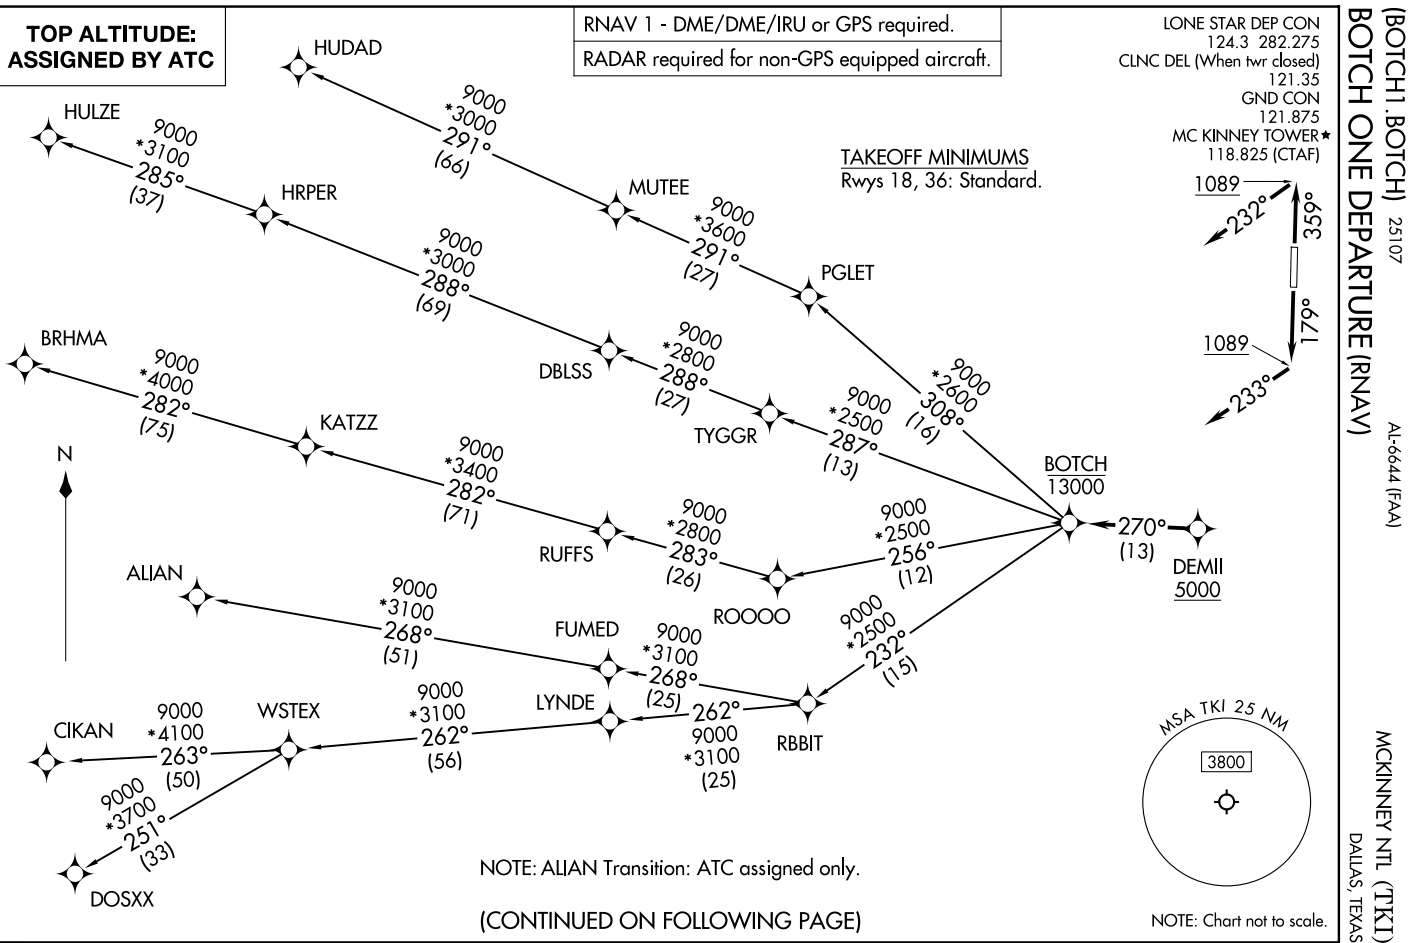 TOP ALTITUDE:
ASSIGNED BY ATC
RNAV 1 - DME/DME/IRU or GPS required.
RADAR required for non-GPS equipped aircraft.
LONE STAR DEP CON
124.3 282.275
CLNC DEL (When twr closed)
121.35
GND CON
121.875
MC KINNEY TOWER★
118.825 (CTAF)
(BOTCH1.BOTCH) 25107
BOTCH ONE DEPARTURE (RNAV)
AL-6644 (FAA)
MCKINNEY NTL (TKI)
DALLAS, TEXAS
TAKEOFF MINIMUMS
Rwys 18, 36: Standard.
1089
232°
359°
179°
1089
233°
HUDAD
9000
*3000
291°
(66)
HULZE
9000
*3100
285°
(37)
HRPER
MUTEE
9000
*3600
291°
(27)
PGLET
9000
*3000
288°
(69)
BRHMA
9000
*4000
282°
(75)
DBLSS
9000
*2800
288°
(27)
TYGGR
9000
*2500
287°
(13)
9000
*2600
308°
(16)
KATZZ
9000
*3400
282°
(71)
N
BOTCH
13000
270°
(13)
DEMII
5000
RUFFS
9000
*2800
283°
(26)
9000
*2500
256°
(12)
ROOOO
ALIAN
9000
*3100
268°
(51)
FUMED
9000
*3100
268°
(25)
9000
*2500
232°
(15)
CIKAN
9000
*4100
263°
(50)
WSTEX
9000
*3100
262°
(56)
LYNDE
262°
9000
*3100
(25)
RBBIT
9000
*3700
251°
(33)
DOSXX
MSA TKI 25 NM
3800
NOTE: ALIAN Transition: ATC assigned only.
(CONTINUED ON FOLLOWING PAGE)
NOTE: Chart not to scale.